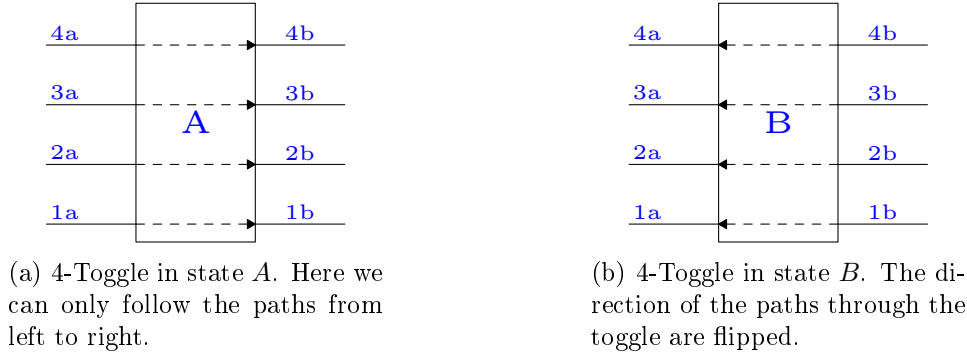 4a 4b 4a 4b
3a 3b 3a 3b
A B
2a 2b 2a 2b
1a 1b 1a 1b
(a) 4-Toggle in state A. Here we
can only follow the paths from
left to right.
(b) 4-Toggle in state B. The di-
rection of the paths through the
toggle are flipped.